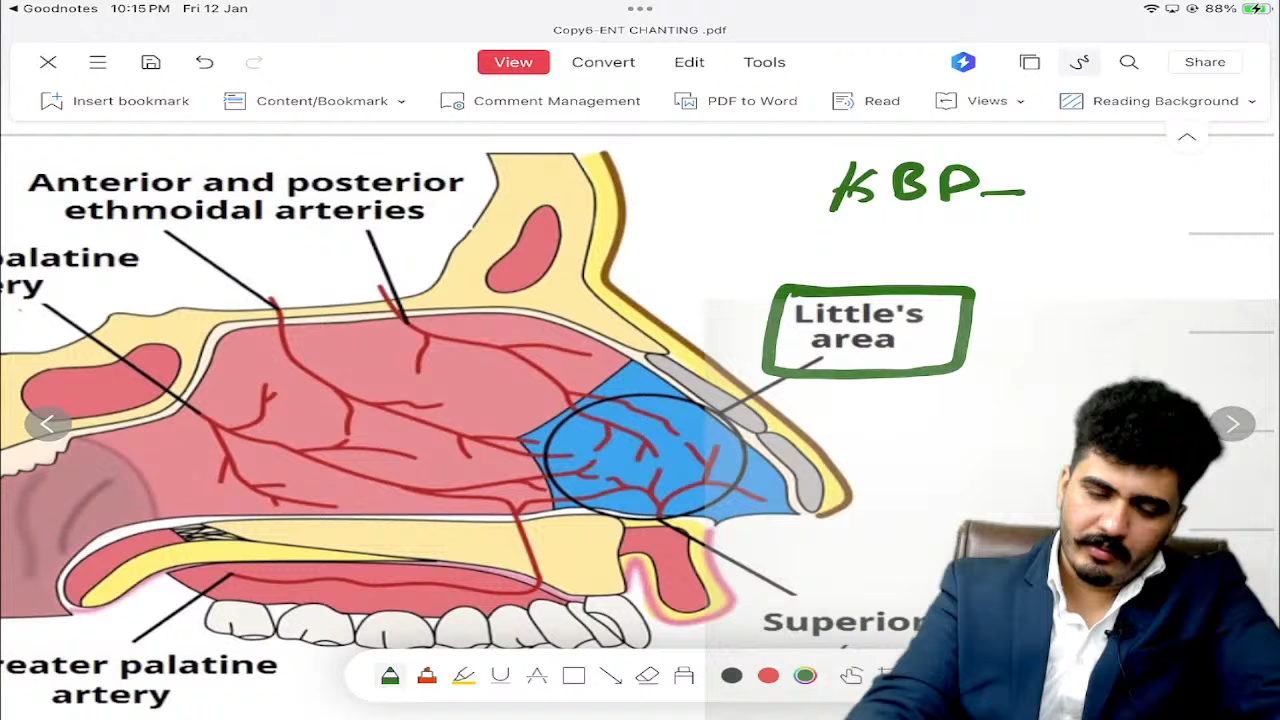 Goodnotes 10:15 PM Fri 12 Jan 88%
Copy6-ENT CHANTING .pdf
View Convert Edit Tools Share
Insert bookmark Content/Bookmark Comment Management PDF to Word Read Views Reading Background
Anterior and posterior
ethmoidal arteries
BP
alatine
ry
Little's
area
Superior
reater palatine
artery